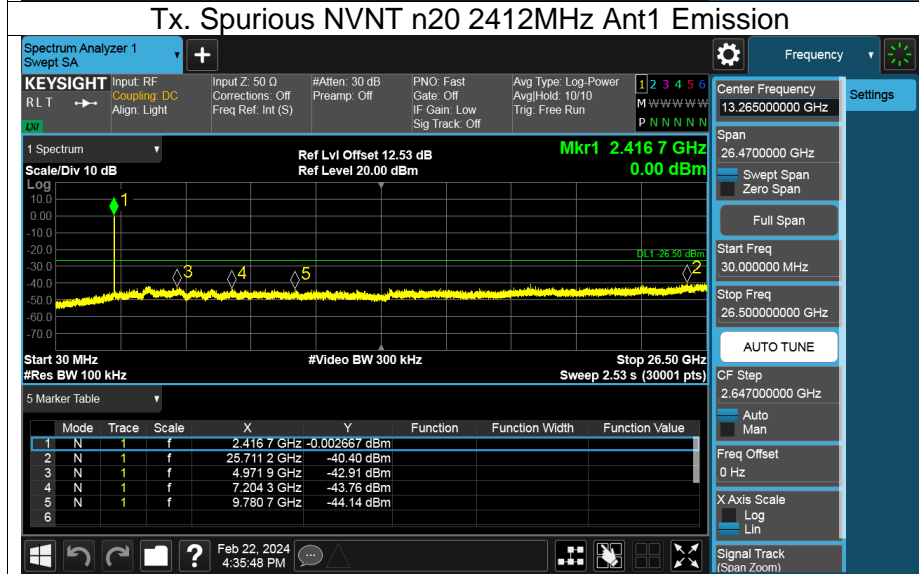 Tx. Spurious NVNT n20 2412MHz Ant1 Emission
Spectrum Analyzer 1
Swept SA
+
Frequency
KEYSIGHT
RLT
LXI
Input: RF
Coupling: DC
Align: Light
Input Z: 50 Ω
Corrections: Off
Freq Ref: Int (S)
#Atten: 30 dB
Preamp: Off
PNO: Fast
Gate: Off
IF Gain: Low
Sig Track: Off
Avg Type: Log-Power
Avg|Hold: 10/10
Trig: Free Run
1 2 3 4 5 6
M W W W W W
P N N N N N
1 Spectrum
Scale/Div 10 dB
Ref Lvl Offset 12.53 dB
Ref Level 20.00 dBm
Mkr1 2.416 7 GHz
0.00 dBm
Log
10.0
0.00
-10.0
-20.0
-30.0
-40.0
-50.0
-60.0
-70.0
1
DL1 -26.50 dBm
3
4
5
2
Start 30 MHz
#Res BW 100 kHz
#Video BW 300 kHz
Stop 26.50 GHz
Sweep 2.53 s (30001 pts)
5 Marker Table
Mode Trace Scale X Y Function Function Width Function Value
1 N 1 f 2.416 7 GHz -0.002667 dBm
2 N 1 f 25.711 2 GHz -40.40 dBm
3 N 1 f 4.971 9 GHz -42.91 dBm
4 N 1 f 7.204 3 GHz -43.76 dBm
5 N 1 f 9.780 7 GHz -44.14 dBm
6
?
Feb 22, 2024
4:35:48 PM
Center Frequency
13.265000000 GHz
Settings
Span
26.4700000 GHz
Swept Span
Zero Span
Full Span
Start Freq
30.000000 MHz
Stop Freq
26.500000000 GHz
AUTO TUNE
CF Step
2.647000000 GHz
Auto
Man
Freq Offset
0 Hz
X Axis Scale
Log
Lin
Signal Track
(Span Zoom)